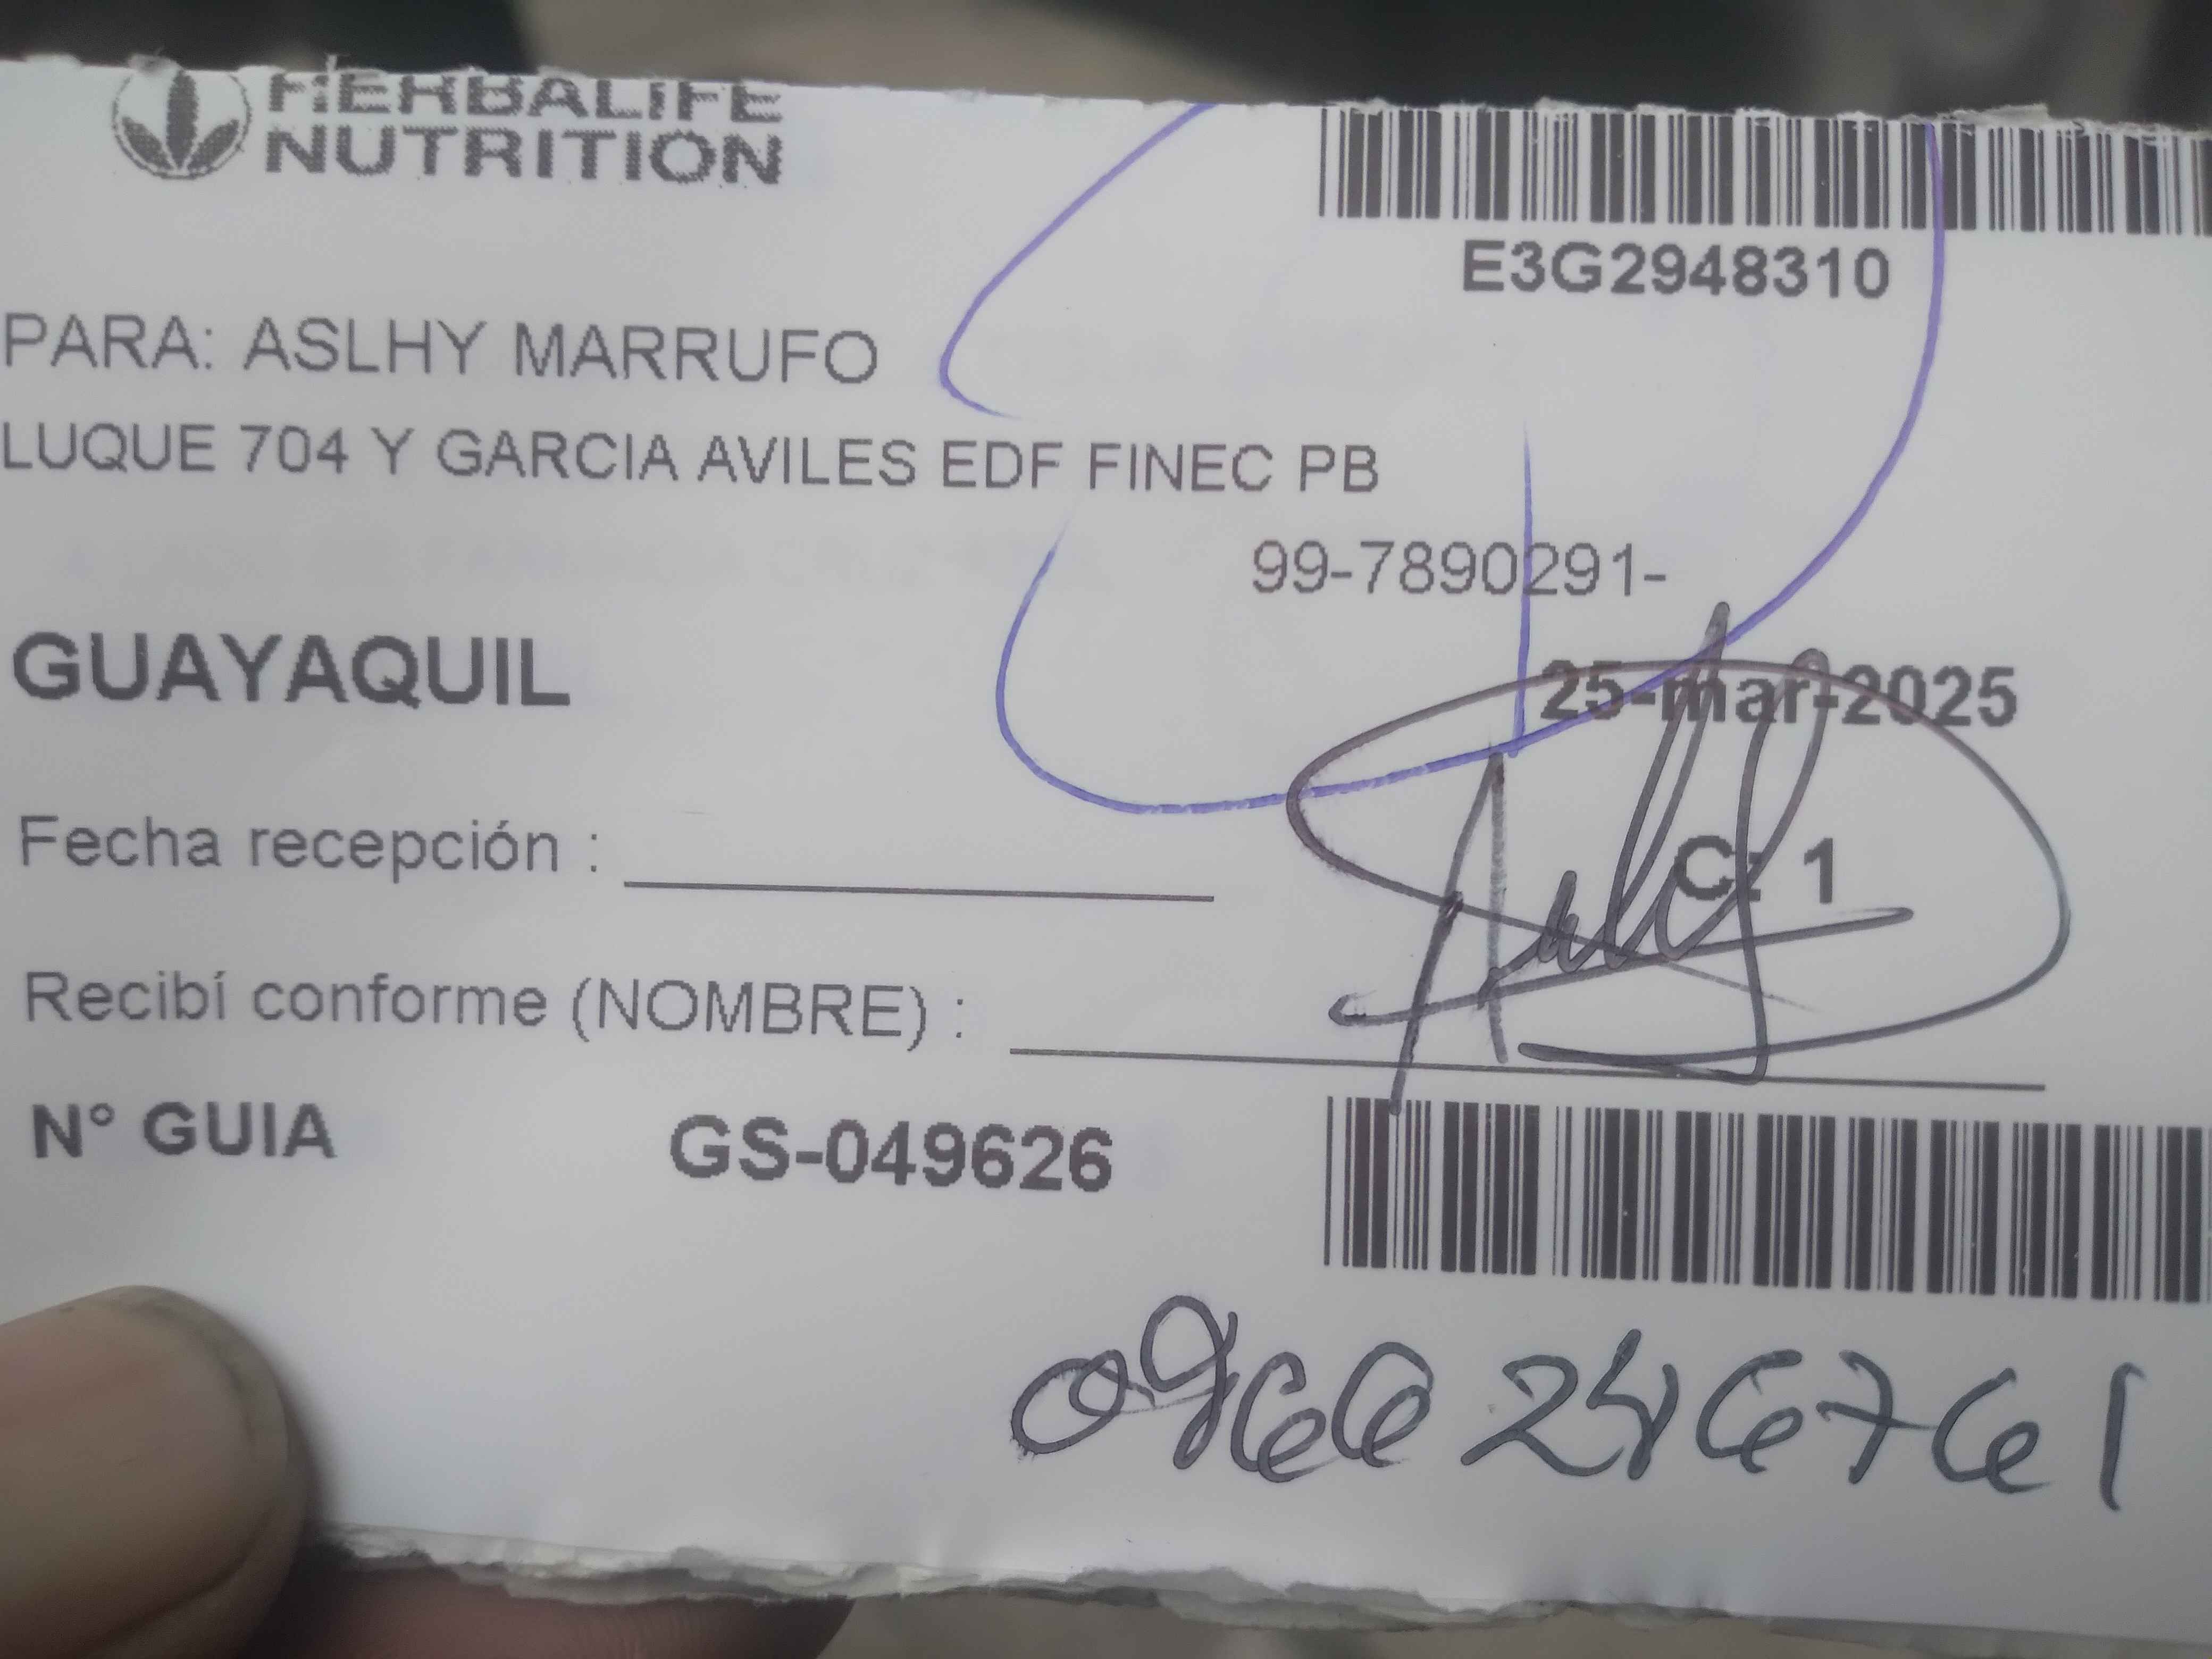 HERBALIFE
NUTRITION
E3G2948310
PARA: ASLHY MARRUFO
LUQUE 704 Y GARCIA AVILES EDF FINEC PB
99-7890291-
GUAYAQUIL
25-mar-2025
Fecha recepción :
C: 1
Recibí conforme (NOMBRE) :
N° GUIA GS-049626
0966246761